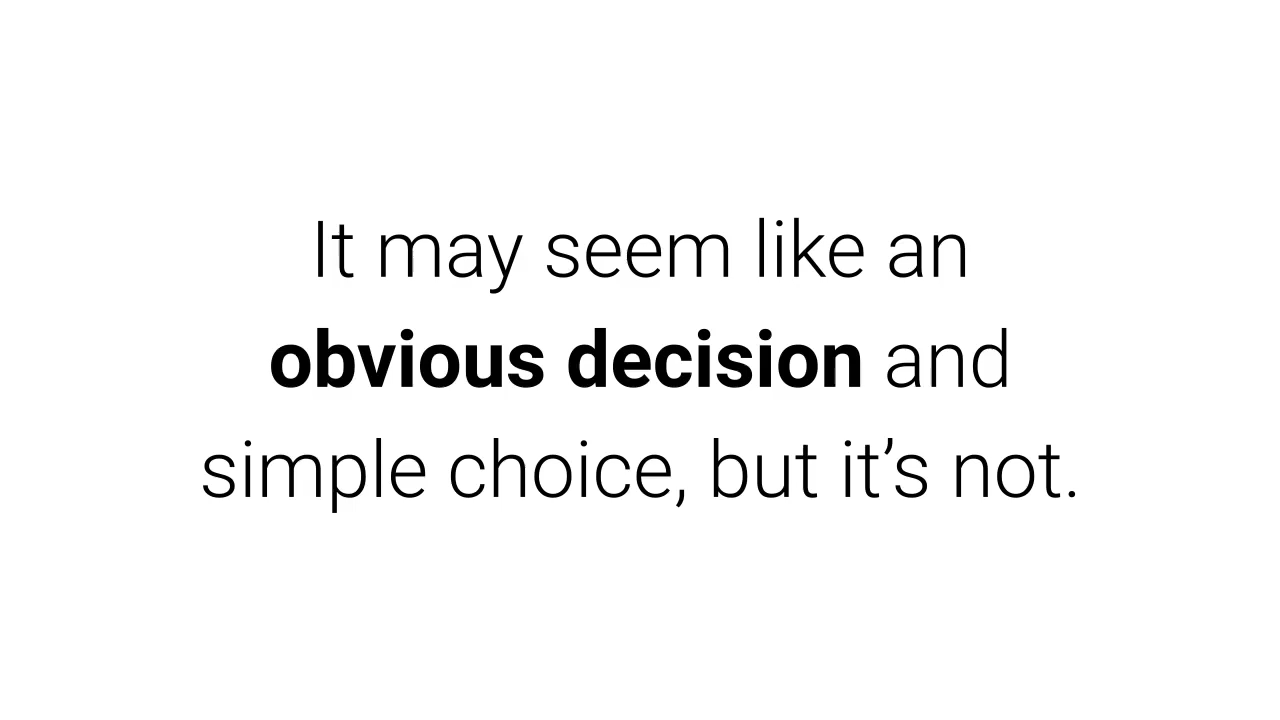 It may seem like an
obvious decision and
simple choice, but it’s not.